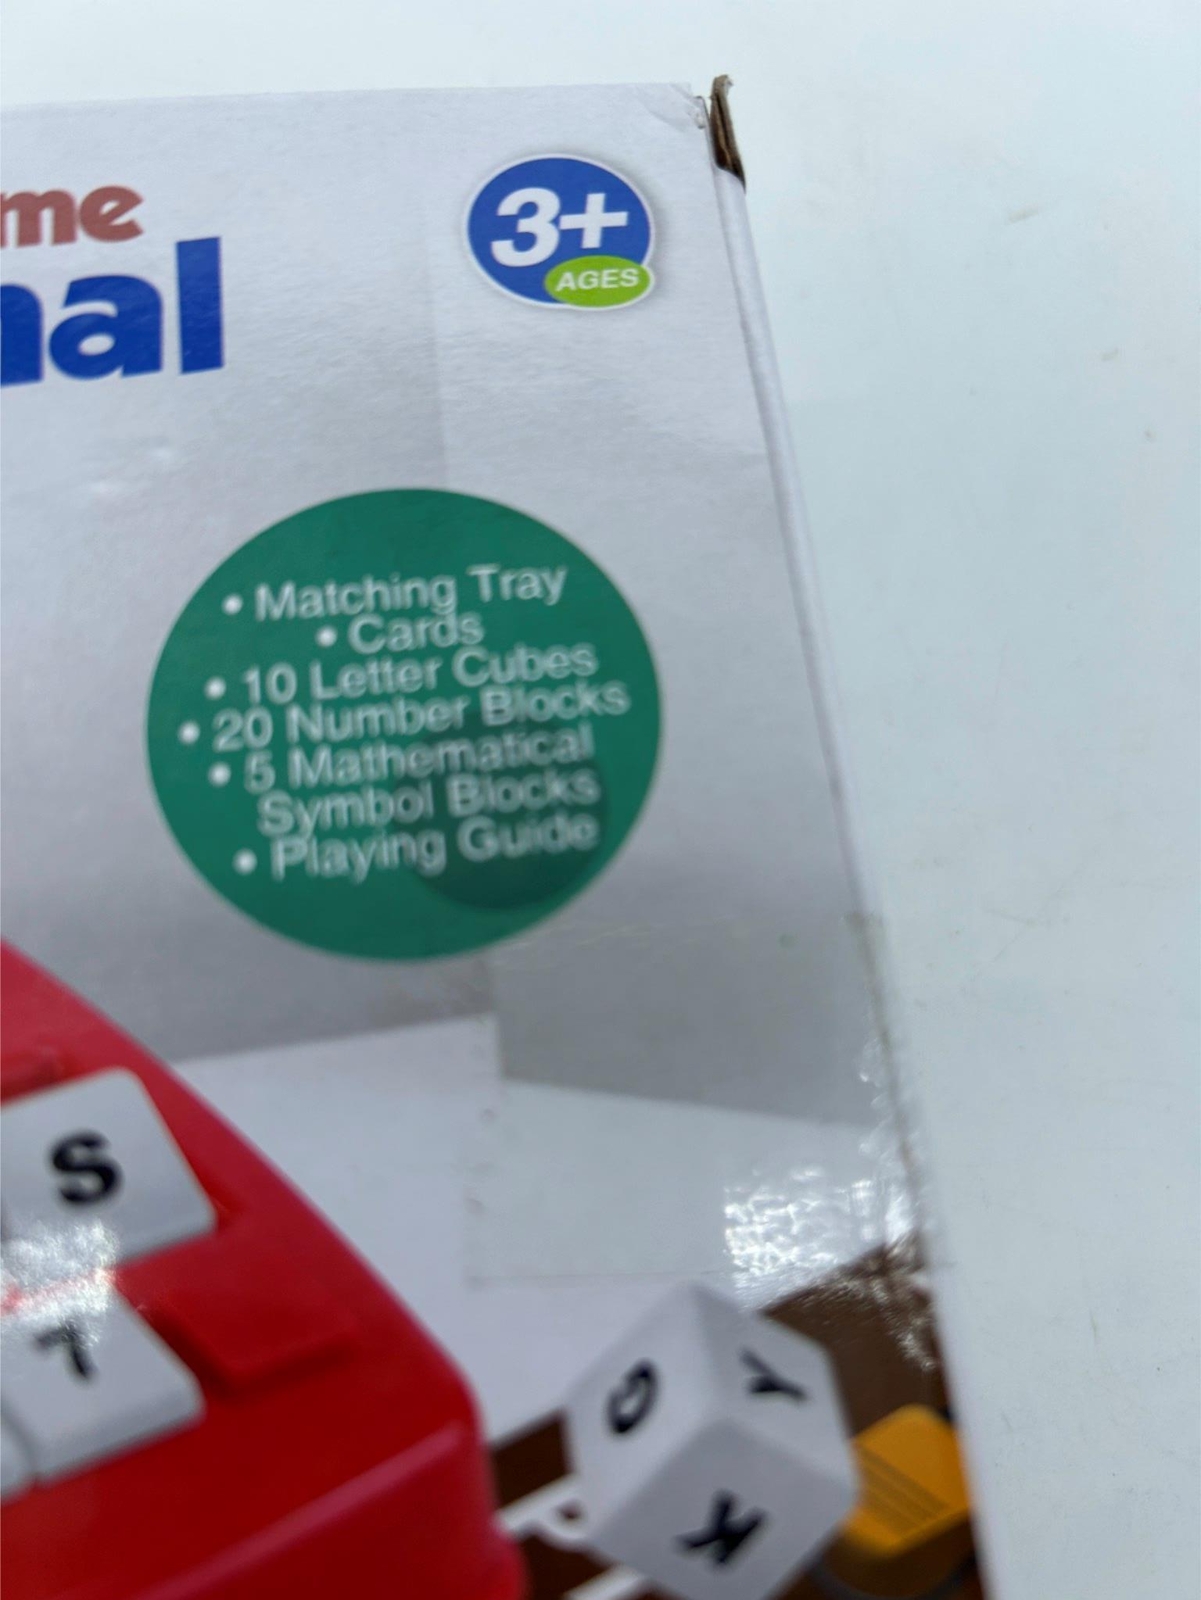 me
nal
3+
AGES
• Matching Tray
• Cards
• 10 Letter Cubes
• 20 Number Blocks
• 5 Mathematical
Symbol Blocks
• Playing Guide
S
7
G
Y
K